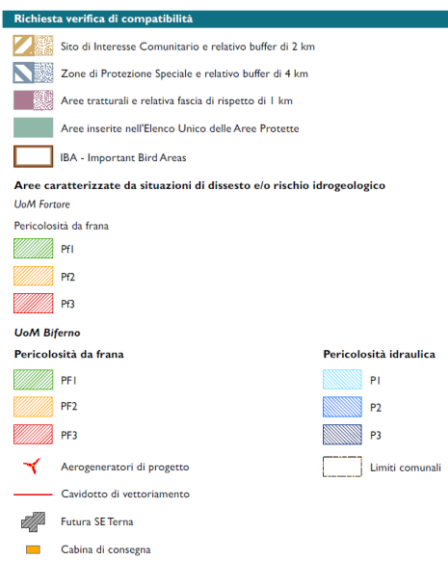 Richiesta verifica di compatibilità
Sito di Interesse Comunitario e relativo buffer di 2 km
Zone di Protezione Speciale e relativo buffer di 4 km
Aree tratturali e relativa fascia di rispetto di 1 km
Aree inserite nell'Elenco Unico delle Aree Protette
IBA - Important Bird Areas
Aree caratterizzate da situazioni di dissesto e/o rischio idrogeologico
UoM Fortore
Pericolosità da frana
Pf1
Pf2
Pf3
UoM Biferno
Pericolosità da frana
PF1
PF2
PF3
Pericolosità idraulica
P1
P2
P3
Aerogeneratori di progetto
Limiti comunali
Cavidotto di vettoriamento
Futura SE Terna
Cabina di consegna